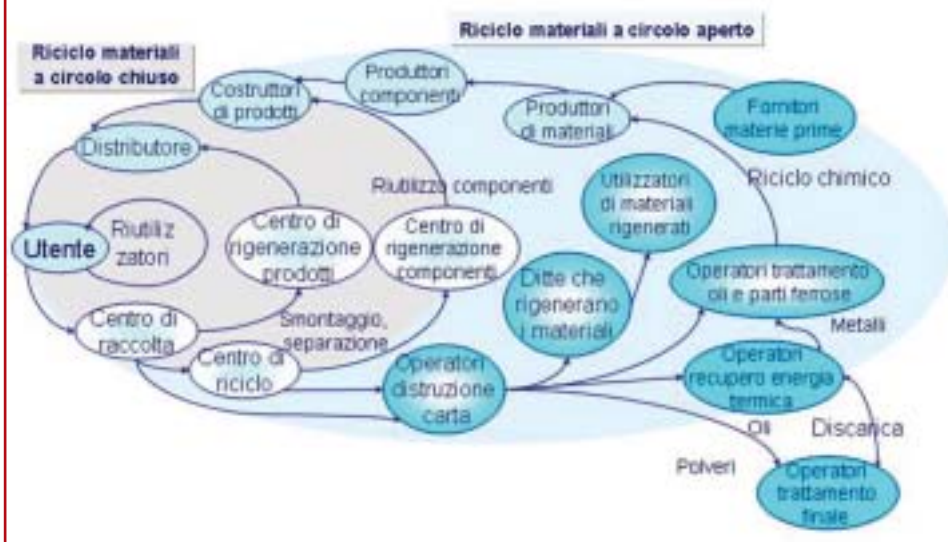 Riciclo materiali a circolo aperto
Riciclo materiali
a circolo chiuso
Produttori
componenti
Costruttori
di prodotti
Produttori
di materiali
Fornitori
materie prime
Distributore
Riutilizzo componenti
Utilizzatori
di materiali
rigenerati
Riciclo chimico
Utente
Riutiliz
zatori
Centro di
rigenerazione
prodotti
Centro di
rigenerazione
componenti
Ditte che
rigenerano
i materiali
Operatori trattamento
oli e parti ferrose
Centro di
raccolta
Smontaggio,
separazione
Metalli
Centro di
riciclo
Operatori
distruzione
carta
Operatori
recupero energia
termica
Oli
Discarica
Polveri
Operatori
trattamento
finale